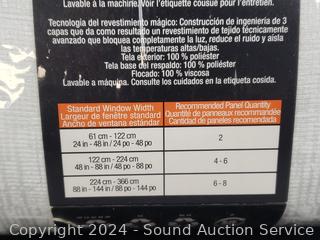 Lavable à la machine. Voir l'étiquette cousue pour l'entretien.
Tecnología del revestimiento mágico: Construcción de ingeniería de 3
capas que da como resultado un revestimiento de tejido técnicamente
avanzado que bloquea completamente la luz, reduce el ruido y aísla
las temperaturas altas/bajas.
Tela exterior: 100 % poliéster
Tela base del respaldo: 100 % poliéster
Flocado: 100 % viscosa
Lavable a máquina. Consulte los cuidados en la etiqueta cosida.
Standard Window Width
Largeur de fenêtre standard
Ancho de ventana estándar
Recommended Panel Quantity
Quantité de panneaux recommandée
Cantidad de paneles recomendada
61 cm - 122 cm
24 in - 48 in / 24 po - 48 po
2
122 cm - 224 cm
48 in - 88 in / 48 po - 88 po
4 - 6
224 cm - 366 cm
88 in - 144 in / 88 po - 144 po
6 - 8
Copyright 2024 - South Auction